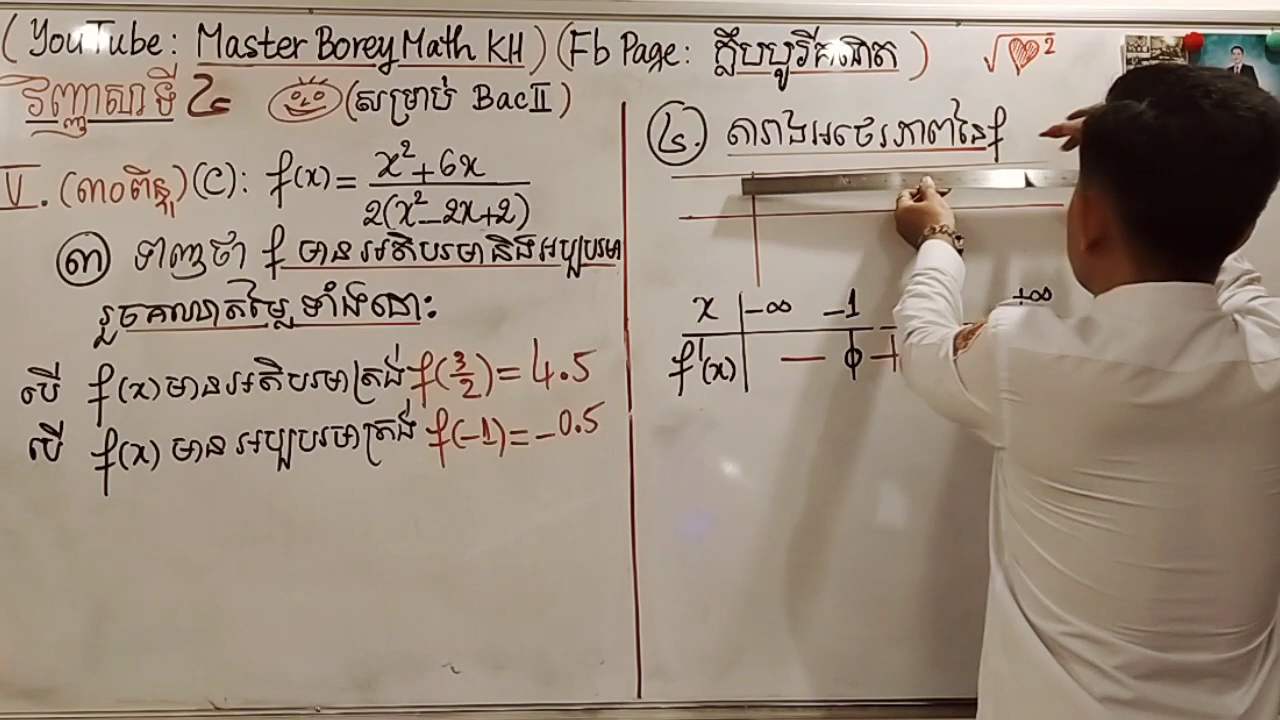 (YouTube: Master Borey Math KH) (Fb Page: ក្លឹបបូរីគណិត)
√♡²
វិញ្ញាសាទី ៤ (សម្រាប់ BacII)
V. (៣០ពិន្ទុ) (C): f(x) = (x²+6x)/(2(x²-2x+2))
៣ ទាញថា f មានអតិបរមានិងអប្បបរមា
រួចគណនាតម្លៃទាំងនោះ:
បើ f(x) មានអតិបរមាត្រង់ f(3/2) = 4.5
បើ f(x) មានអប្បបរមាត្រង់ f(-1) = -0.5
៤. តារាងអថេរភាពនៃ f
x | -∞ -1 +∞
f'(x) | - 0 +